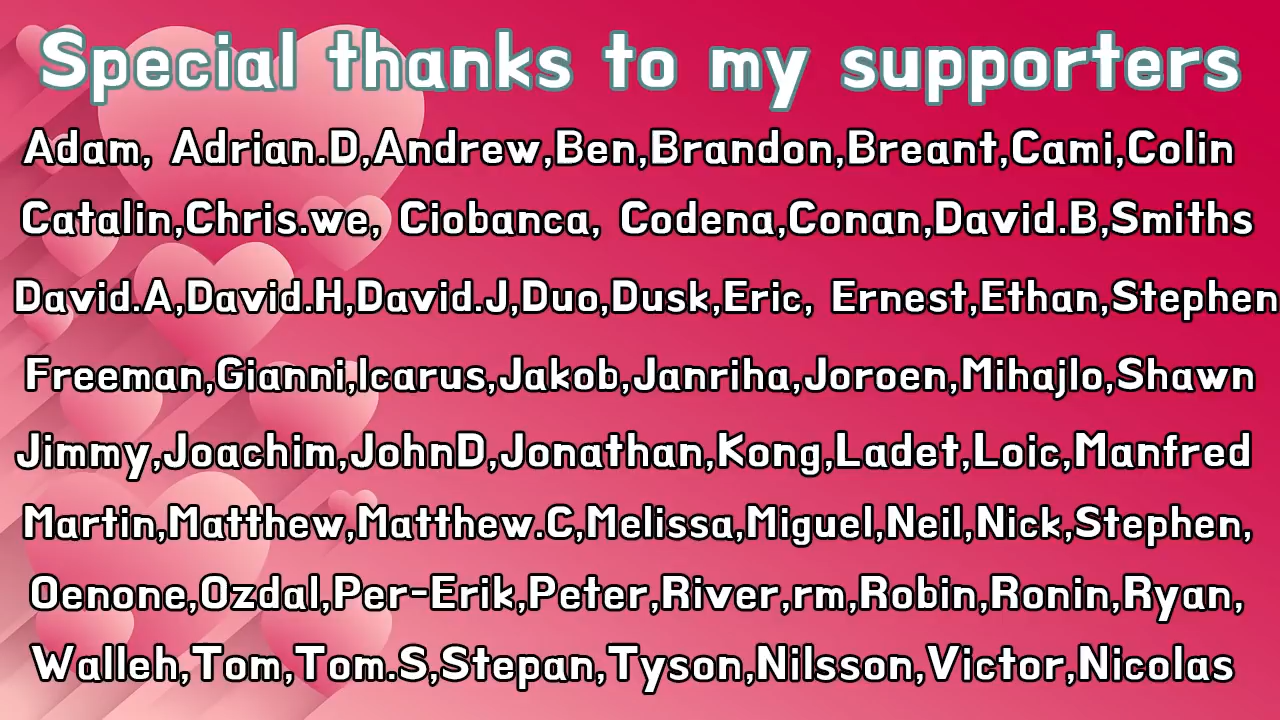 Special thanks to my supporters
Adam, Adrian.D,Andrew,Ben,Brandon,Breant,Cami,Colin
Catalin,Chris.we, Ciobanca, Codena,Conan,David.B,Smiths
David.A,David.H,David.J,Duo,Dusk,Eric, Ernest,Ethan,Stephen
Freeman,Gianni,Icarus,Jakob,Janriha,Joroen,Mihajlo,Shawn
Jimmy,Joachim,JohnD,Jonathan,Kong,Ladet,Loic,Manfred
Martin,Matthew,Matthew.C,Melissa,Miguel,Neil,Nick,Stephen,
Oenone,Ozdal,Per-Erik,Peter,River,rm,Robin,Ronin,Ryan,
Walleh,Tom,Tom.S,Stepan,Tyson,Nilsson,Victor,Nicolas